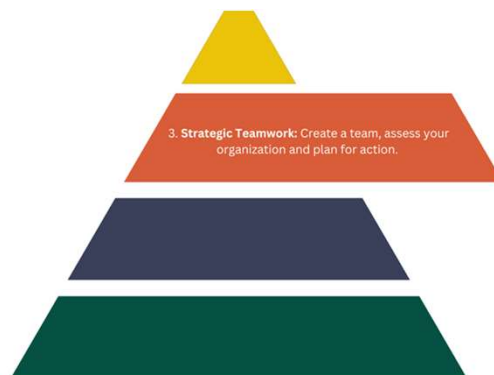 3. Strategic Teamwork: Create a team, assess your
organization and plan for action.